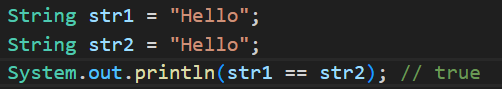 String str1 = "Hello";
String str2 = "Hello";
System.out.println(str1 == str2); // true